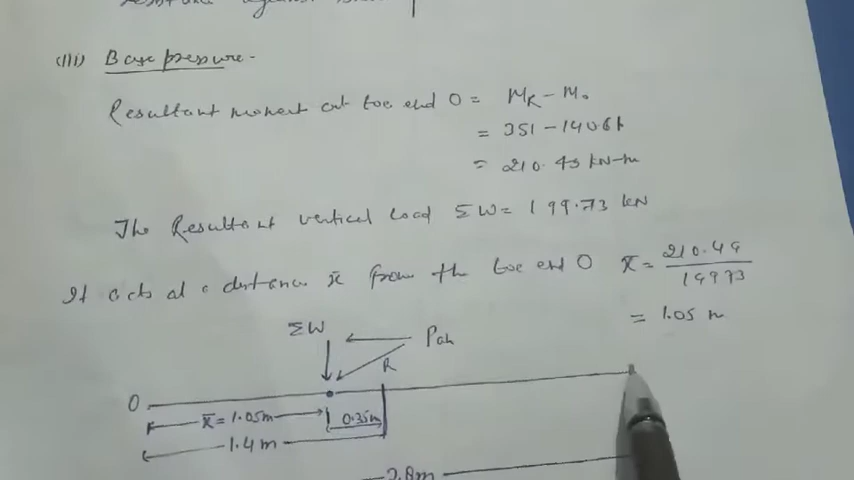 against
(III) Base pressure -
Resultant moment at toe end O = MR - Mo
= 351 - 140.61
= 210.49 kN-m
The Resultant vertical load ΣW = 199.73 kN
It acts at a distance x̄ from the toe end O x̄ = 210.49 / 199.73
= 1.05 m
ΣW
Pah
R
O
x̄ = 1.05m
0.35m
1.4 m
2.8m